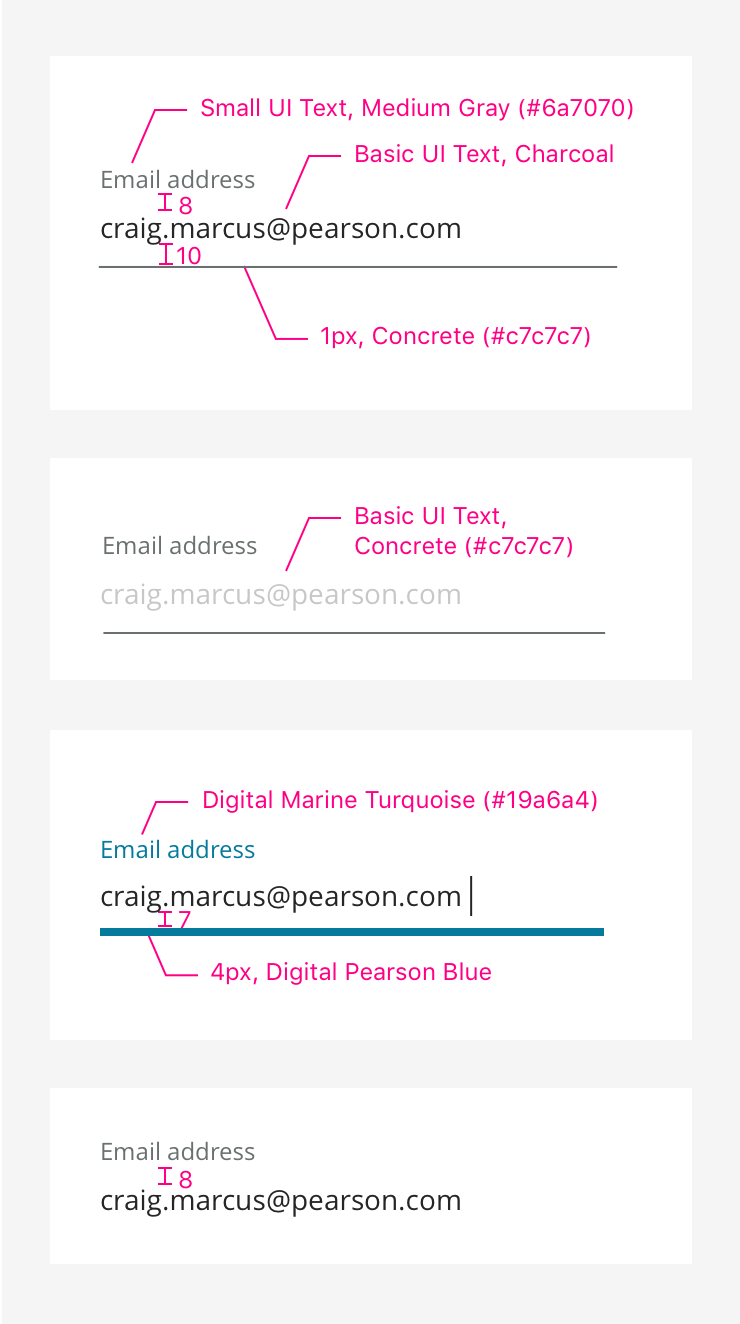 Small UI Text, Medium Gray (#6a7070)
Basic UI Text, Charcoal
Email address
8
craig.marcus@pearson.com
10
1px, Concrete (#c7c7c7)
Basic UI Text,
Concrete (#c7c7c7)
Email address
craig.marcus@pearson.com
Digital Marine Turquoise (#19a6a4)
Email address
craig.marcus@pearson.com
7
4px, Digital Pearson Blue
Email address
8
craig.marcus@pearson.com